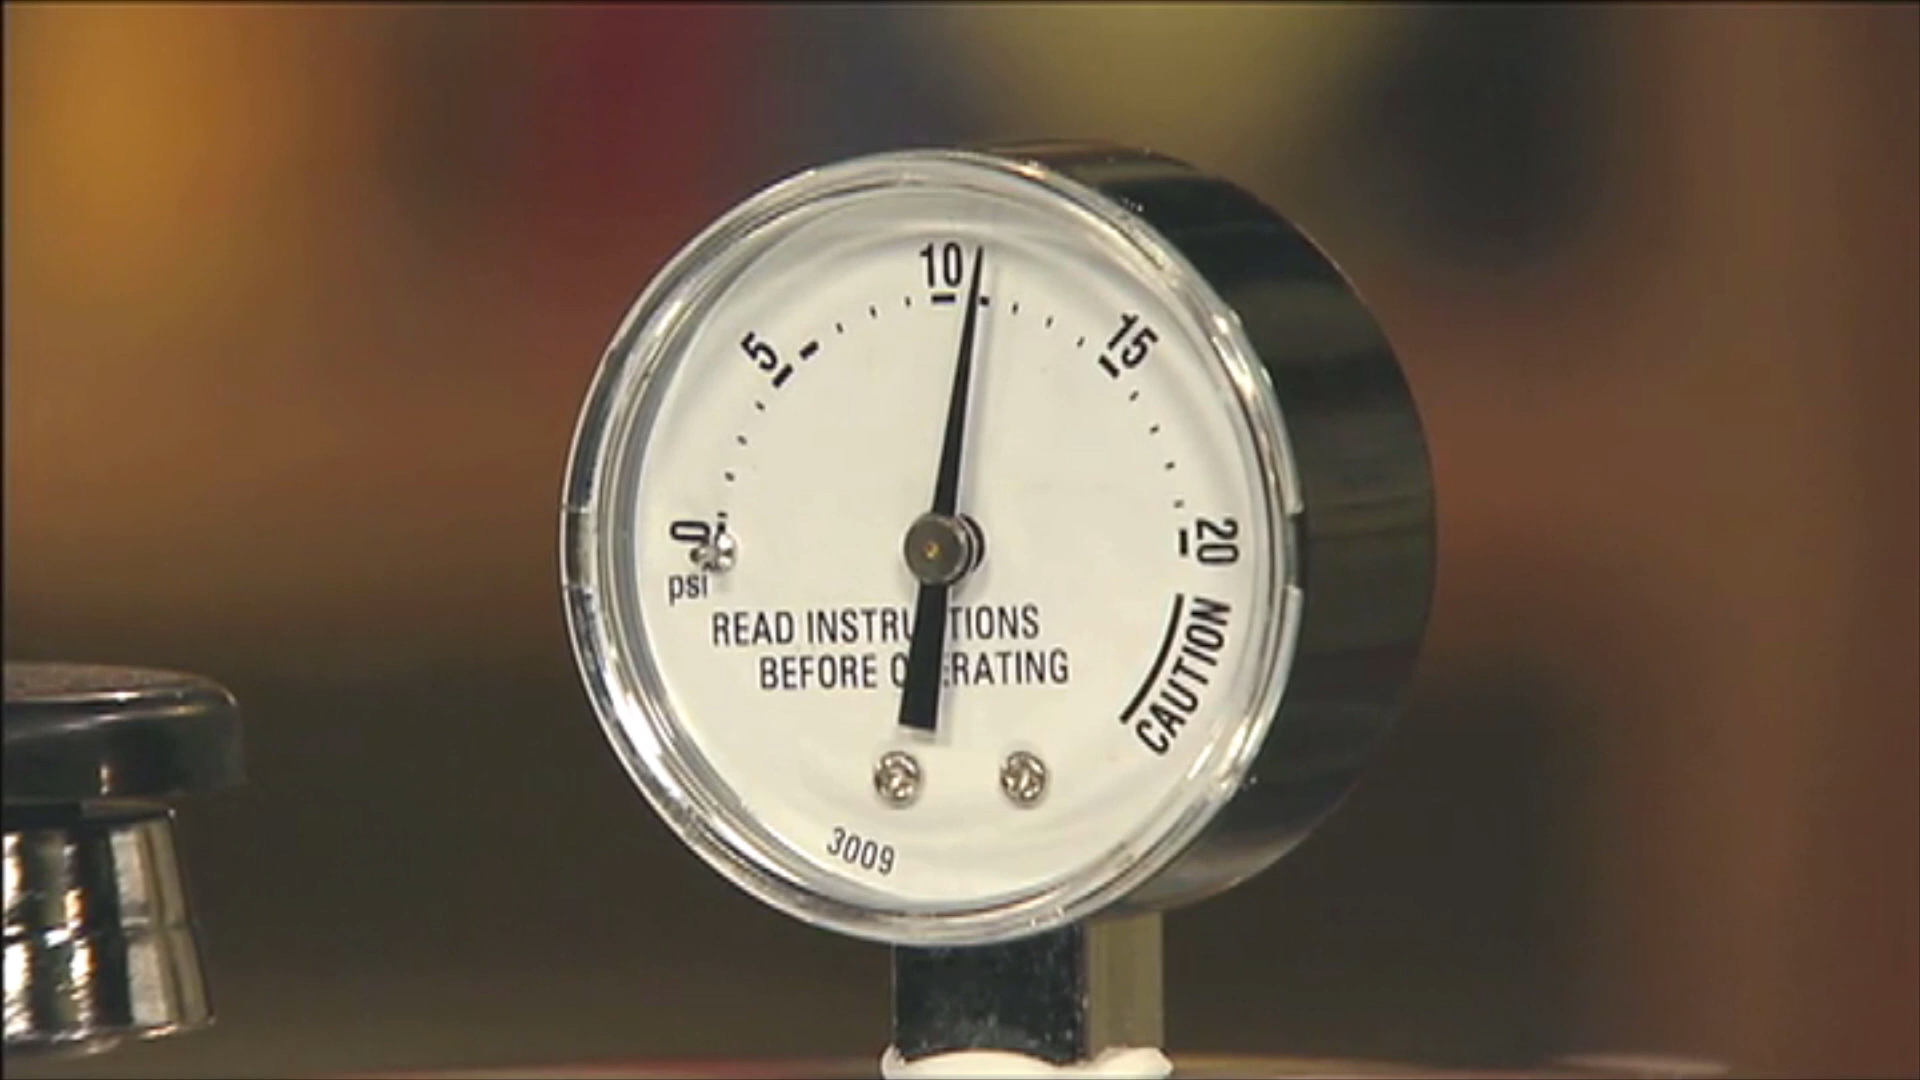 10
5
15
0
20
psi
READ INSTRUCTIONS
BEFORE OPERATING
CAUTION
3009